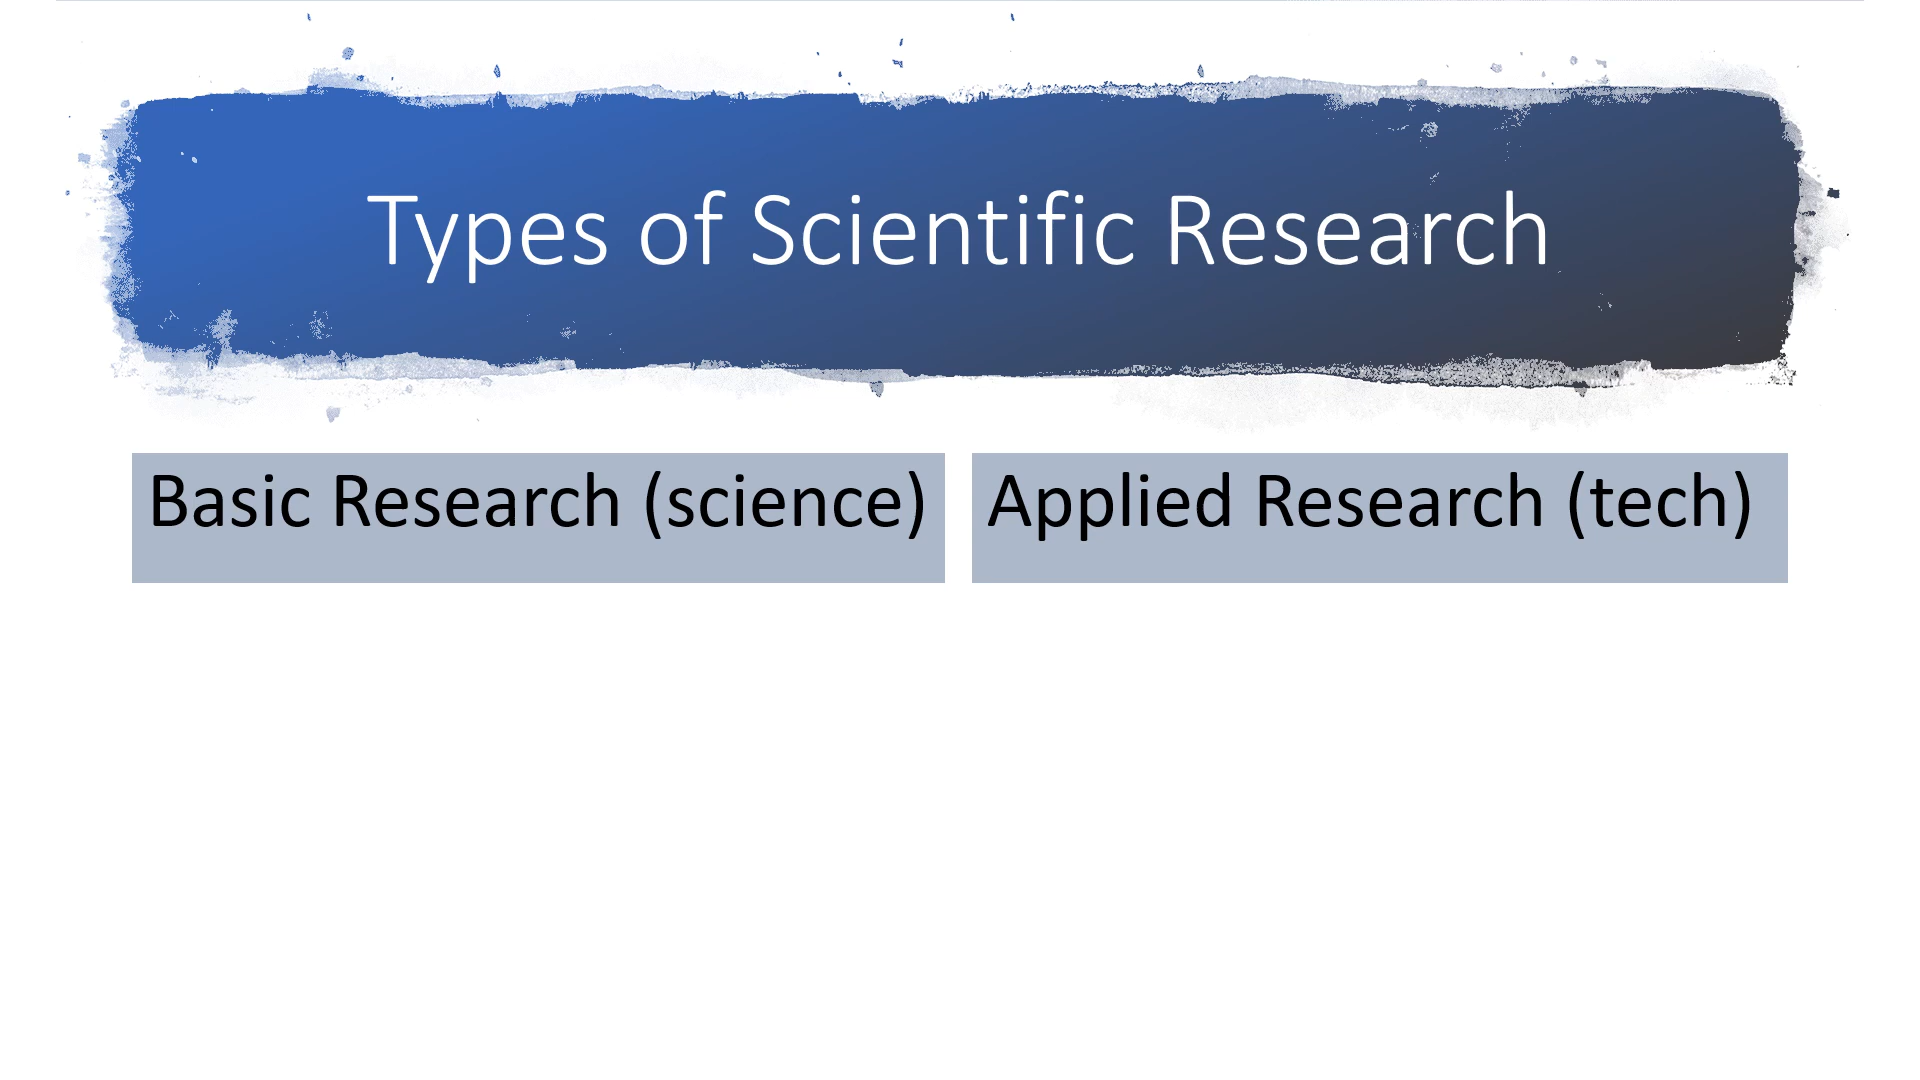 Types of Scientific Research
Basic Research (science)
Applied Research (tech)